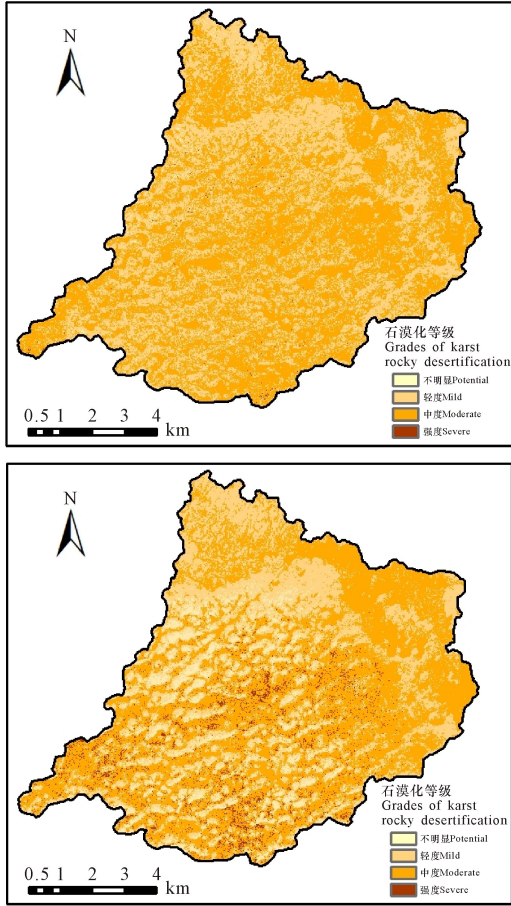 N
石漠化等级
Grades of karst
rocky desertification
不明显Potential
轻度Mild
中度Moderate
强度Severe
0.5 1 2 3 4
km
N
石漠化等级
Grades of karst
rocky desertification
不明显Potential
轻度Mild
中度Moderate
强度Severe
0.5 1 2 3 4
km